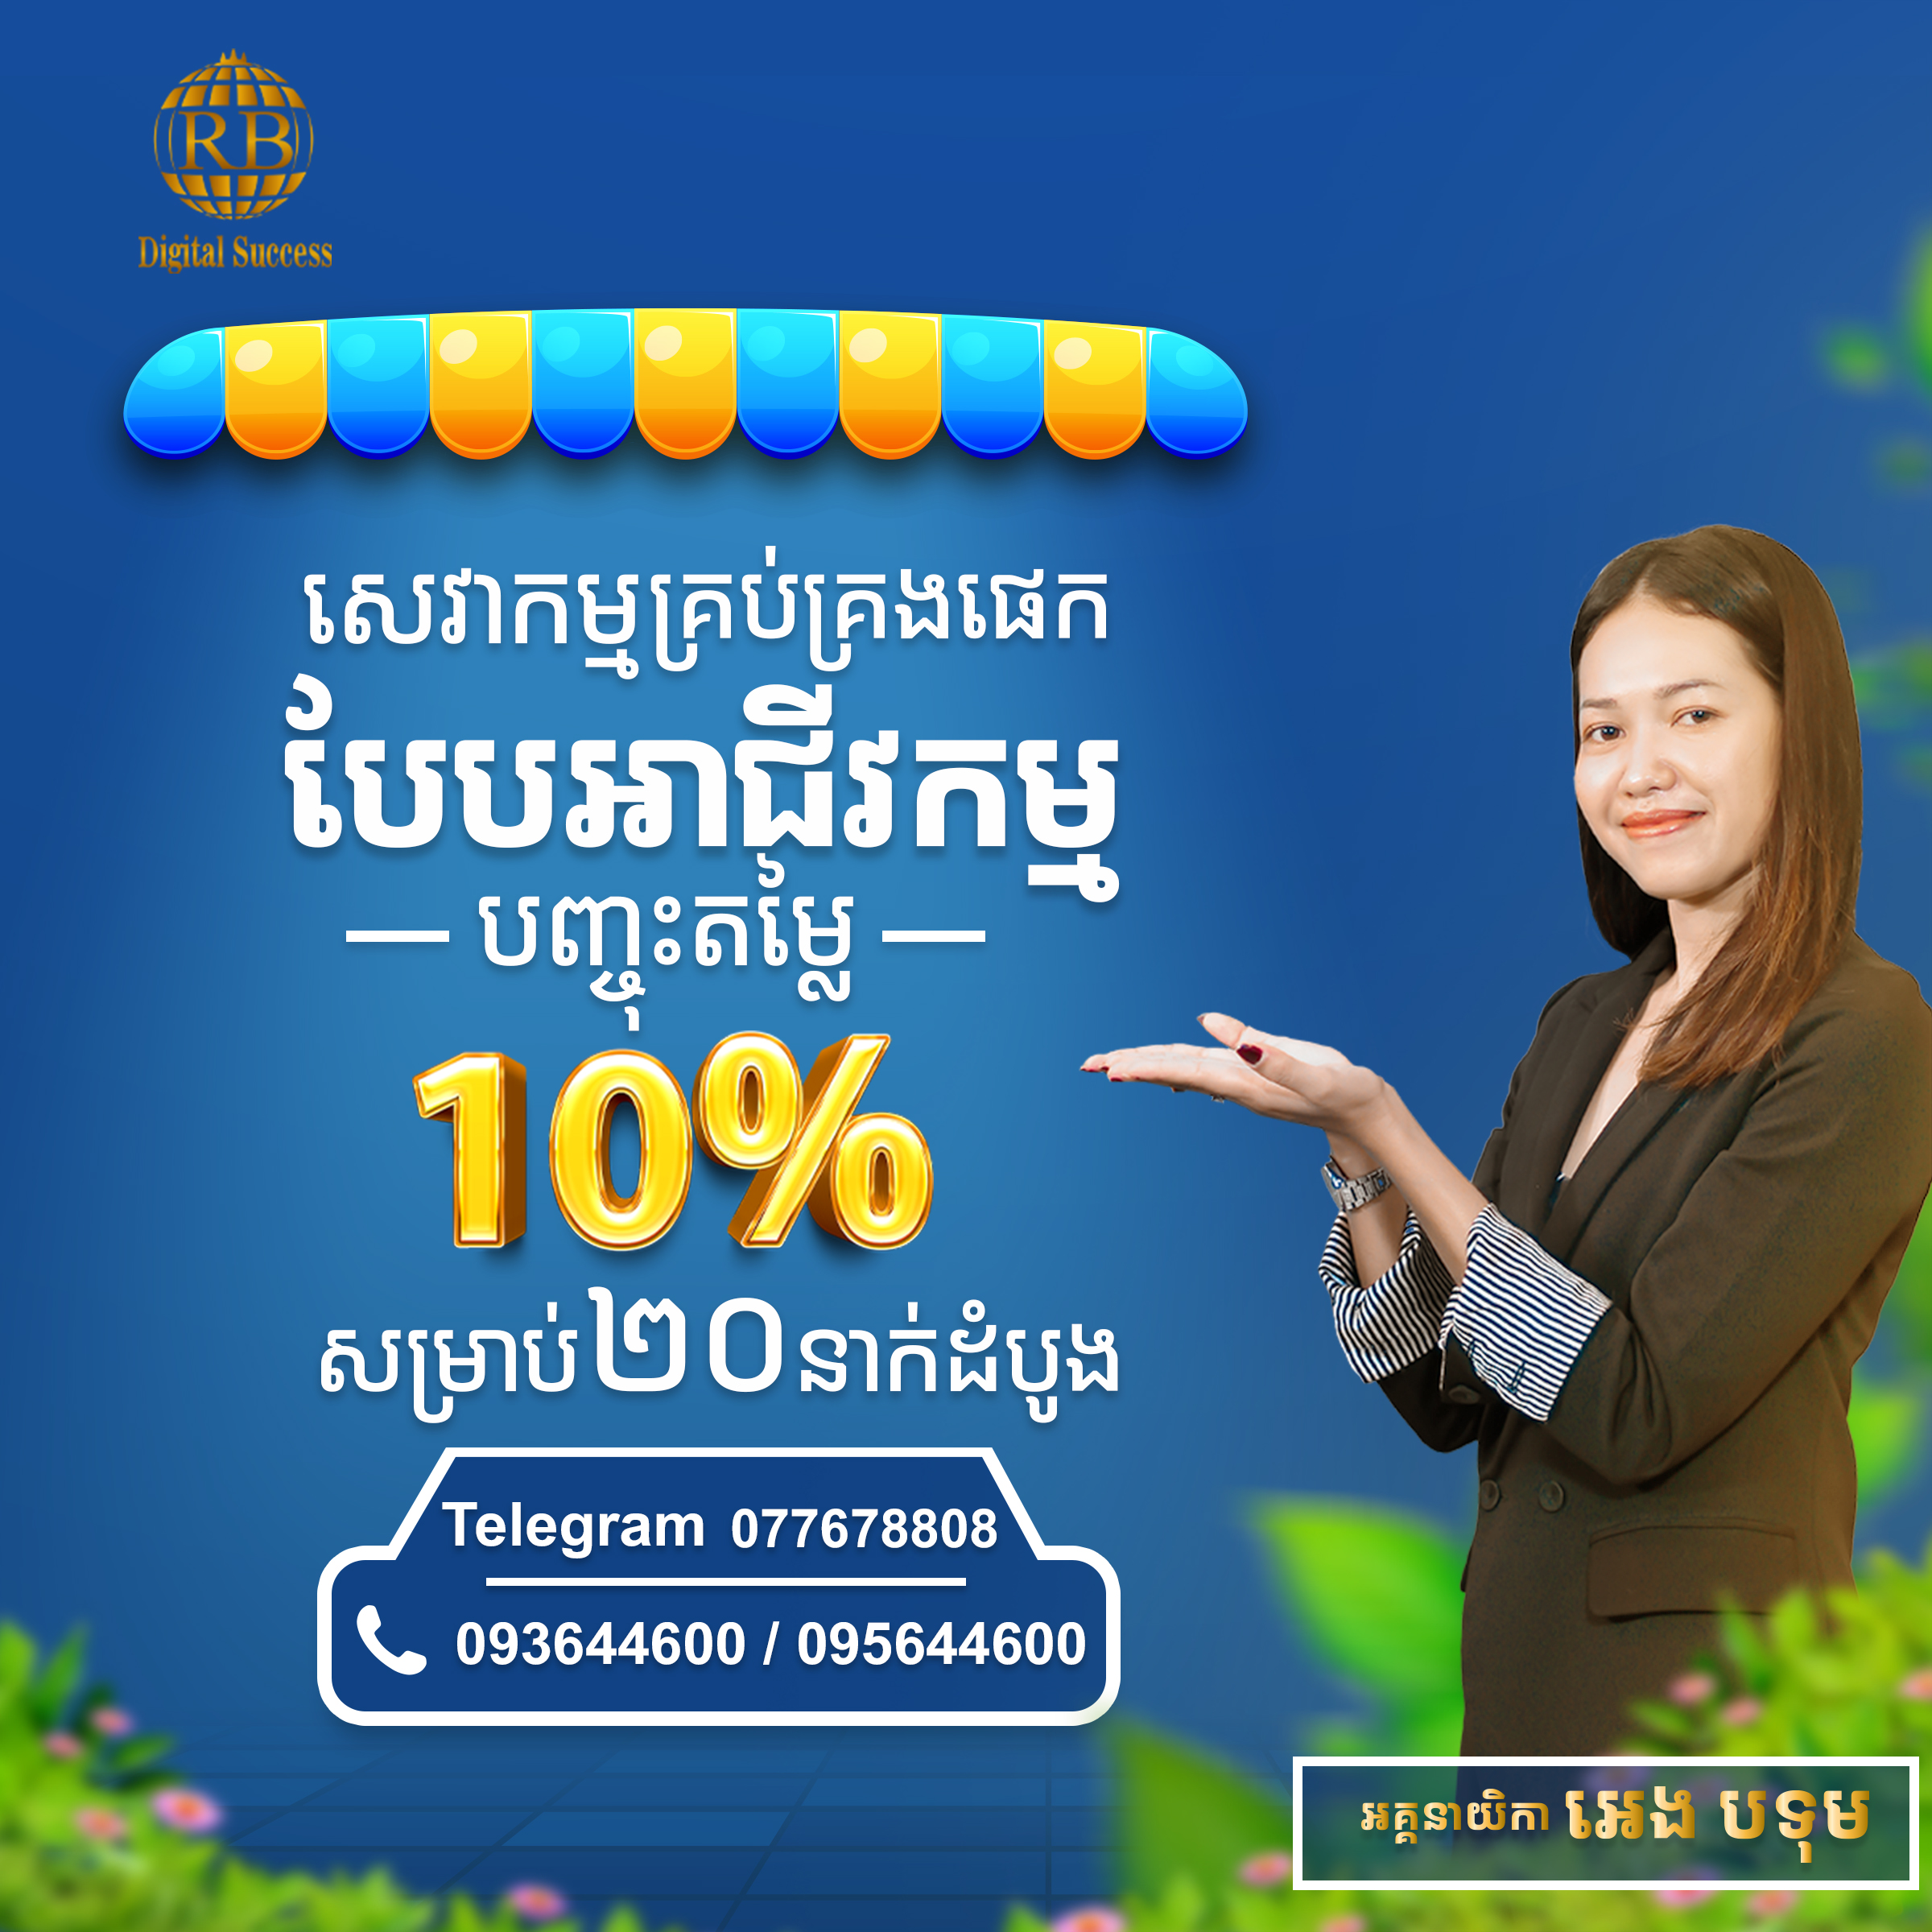 RB
Digital Success
សេវាកម្មគ្រប់គ្រងផេក
បែបអាជីវកម្ម
បញ្ចុះតម្លៃ
10%
សម្រាប់២០នាក់ដំបូង
Telegram 077678808
093644600 / 095644600
អគ្គនាយិកា អេង បទុម